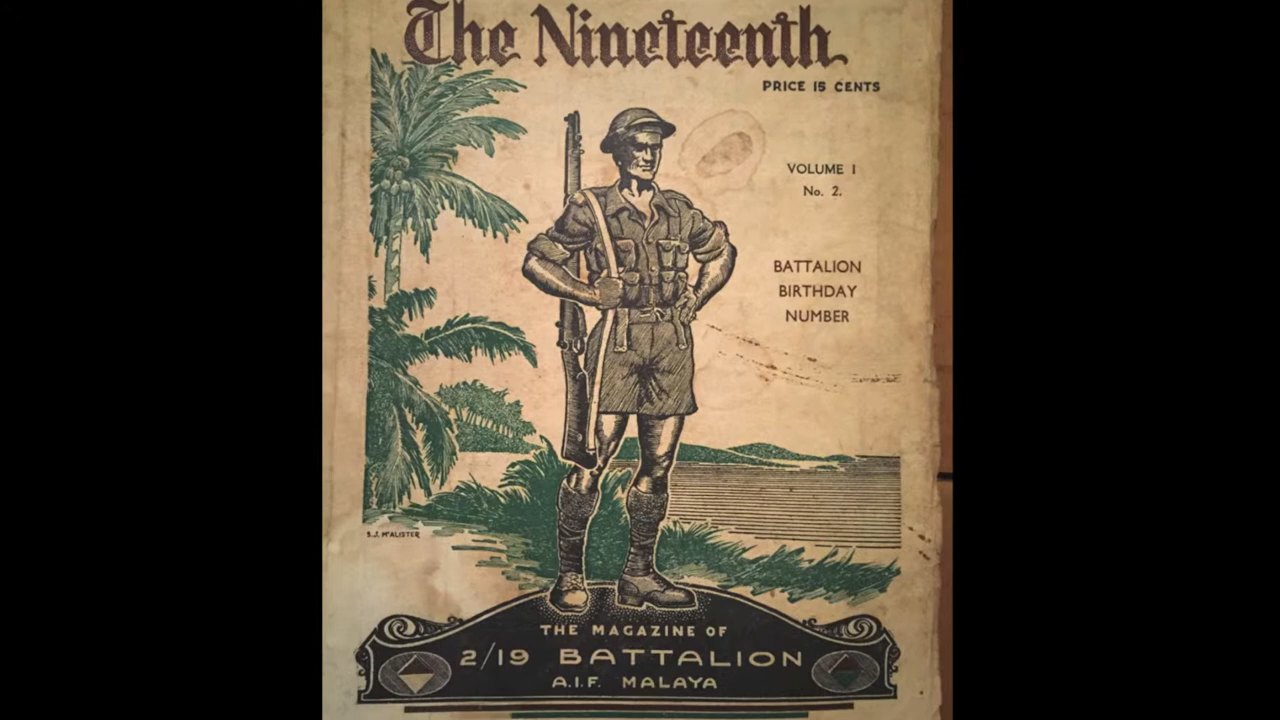 The Nineteenth
PRICE 15 CENTS
VOLUME 1
No. 2.
BATTALION
BIRTHDAY
NUMBER
S.J. McALISTER
THE MAGAZINE OF
2/19 BATTALION
A.I.F. MALAYA